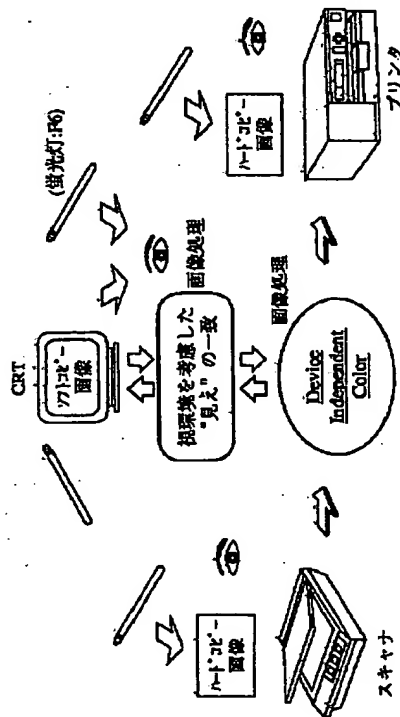 CRT
(蛍光灯:F6)
ソフトコピー
画像
ハードコピー
画像
視環境を考慮した
"見え" の一致
画像処理
ハードコピー
画像
画像処理
Device
Independent
Color
スキャナ
プリンタ